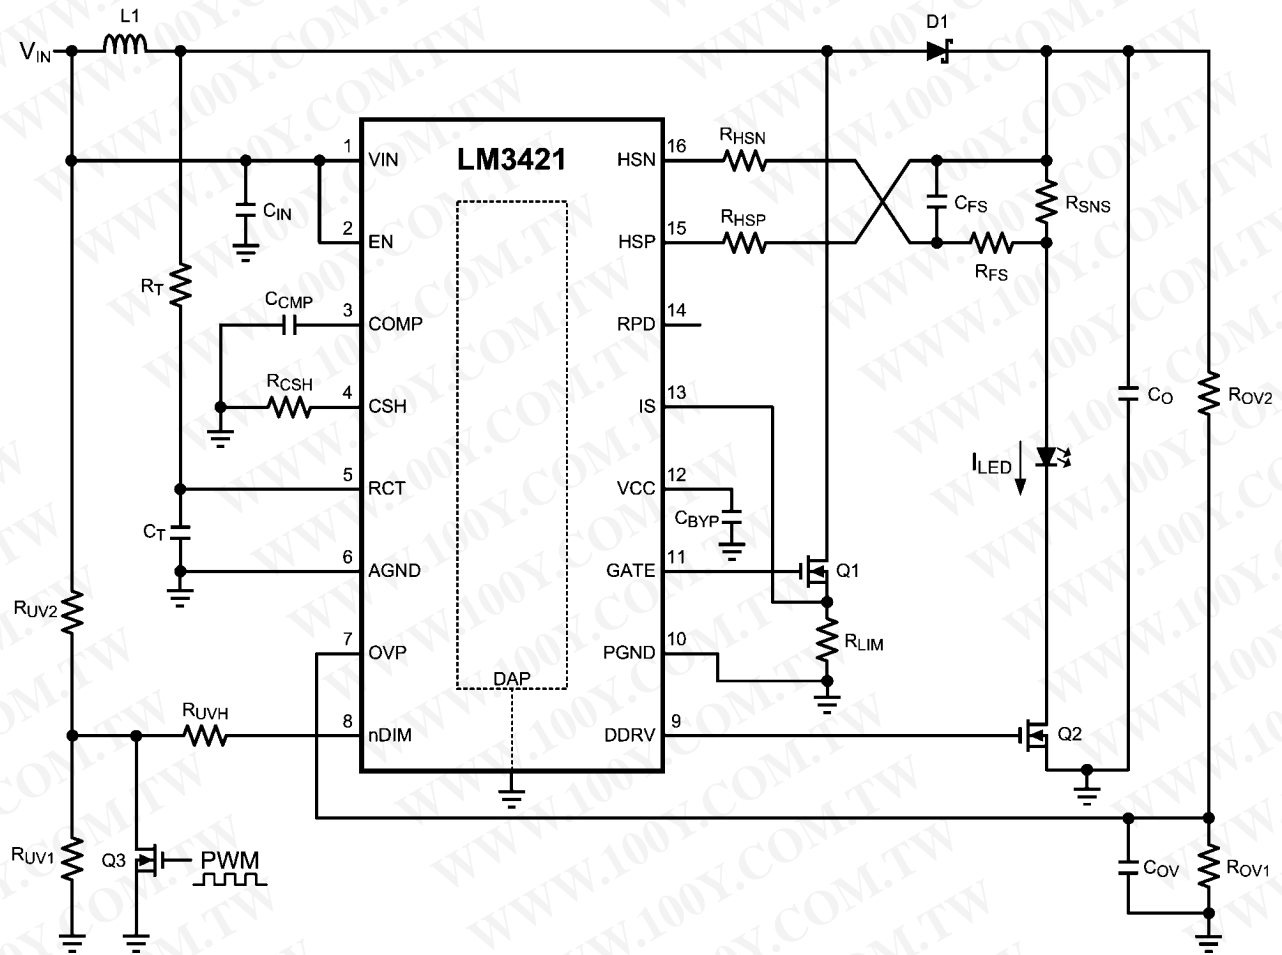 L1
D1
VIN
LM3421
1
VIN
16
HSN
RHSN
CIN
CFS
RSNS
2
EN
15
HSP
RHSP
RFS
RT
CCMP
3
COMP
14
RPD
RCSH
4
CSH
13
IS
CO
ROV2
ILED
5
RCT
12
VCC
CBYP
CT
6
AGND
11
GATE
Q1
RUV2
7
OVP
10
PGND
RLIM
DAP
RUVH
8
nDIM
9
DDRV
Q2
RUV1
Q3
PWM
COV
ROV1
WWW.100Y.COM.TW